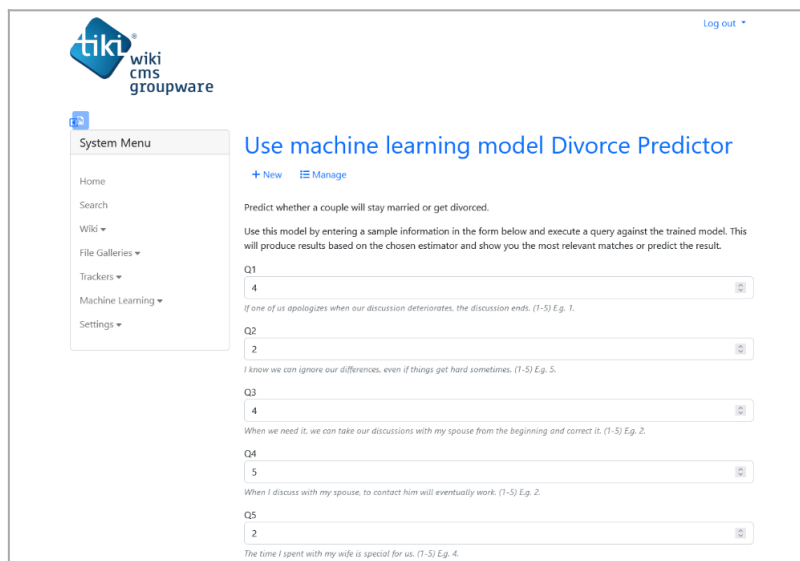 Log out
tiki®
wiki
cms
groupware
System Menu
Home
Search
Wiki
File Galleries
Trackers
Machine Learning
Settings
Use machine learning model Divorce Predictor
+ New
Manage
Predict whether a couple will stay married or get divorced.
Use this model by entering a sample information in the form below and execute a query against the trained model. This
will produce results based on the chosen estimator and show you the most relevant matches or predict the result.
Q1
4
If one of us apologizes when our discussion deteriorates, the discussion ends. (1-5) E.g. 1.
Q2
2
I know we can ignore our differences, even if things get hard sometimes. (1-5) E.g. 5.
Q3
4
When we need it, we can take our discussions with my spouse from the beginning and correct it. (1-5) E.g. 2.
Q4
5
When I discuss with my spouse, to contact him will eventually work. (1-5) E.g. 2.
Q5
2
The time I spent with my wife is special for us. (1-5) E.g. 4.